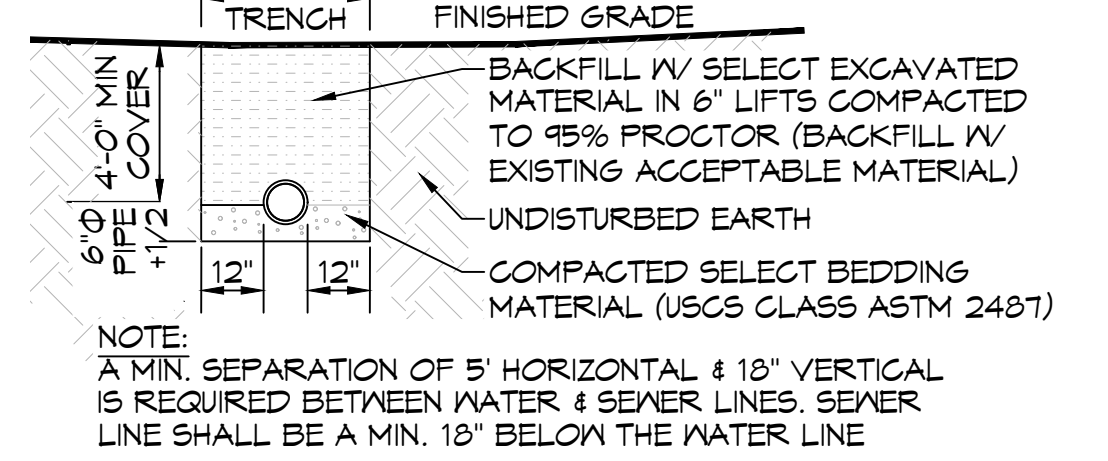 TRENCH
FINISHED GRADE
BACKFILL W/ SELECT EXCAVATED
MATERIAL IN 6" LIFTS COMPACTED
TO 95% PROCTOR (BACKFILL W/
EXISTING ACCEPTABLE MATERIAL)
4'-0" MIN
COVER
UNDISTURBED EARTH
6"Ø
PIPE
+1/2
12"
12"
COMPACTED SELECT BEDDING
MATERIAL (USCS CLASS ASTM 2487)
NOTE:
A MIN. SEPARATION OF 5' HORIZONTAL & 18" VERTICAL
IS REQUIRED BETWEEN WATER & SEWER LINES. SEWER
LINE SHALL BE A MIN. 18" BELOW THE WATER LINE